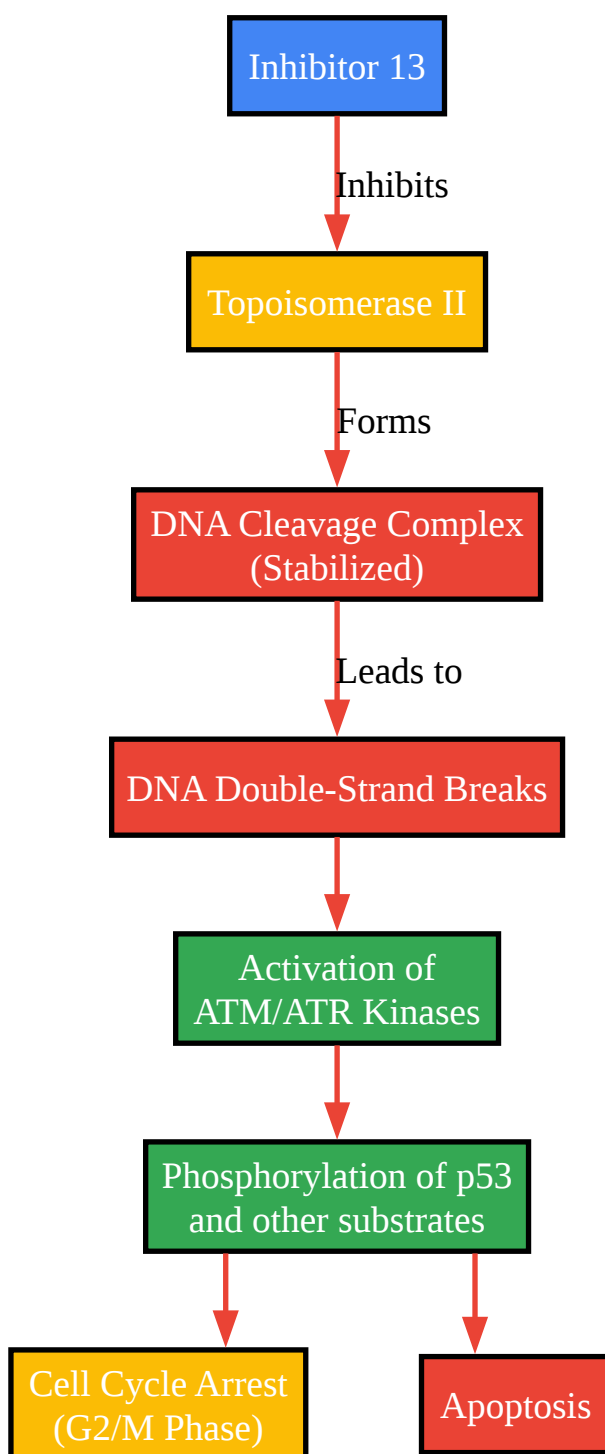 Inhibitor 13
Inhibits
Topoisomerase II
Forms
DNA Cleavage Complex
(Stabilized)
Leads to
DNA Double-Strand Breaks
Activation of
ATM/ATR Kinases
Phosphorylation of p53
and other substrates
Cell Cycle Arrest
(G2/M Phase)
Apoptosis